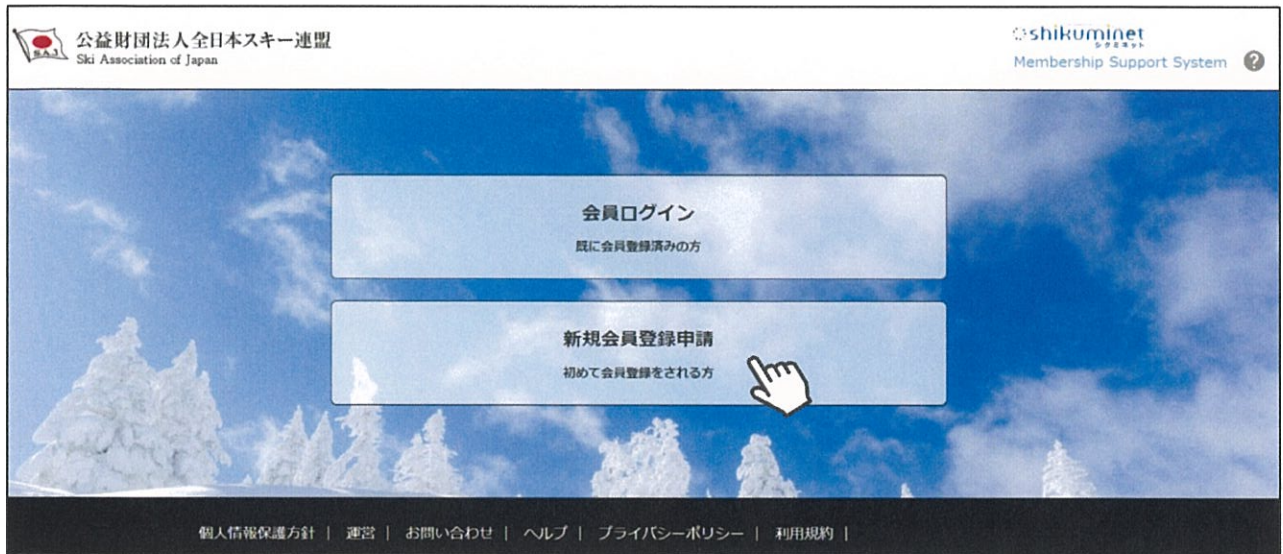 公益財団法人全日本スキー連盟
Ski Association of Japan
SAJ
shikuminet
シクミネット
Membership Support System ?
会員ログイン
既に会員登録済みの方
新規会員登録申請
初めて会員登録をされる方
個人情報保護方針 | 運営 | お問い合わせ | ヘルプ | プライバシーポリシー | 利用規約 |